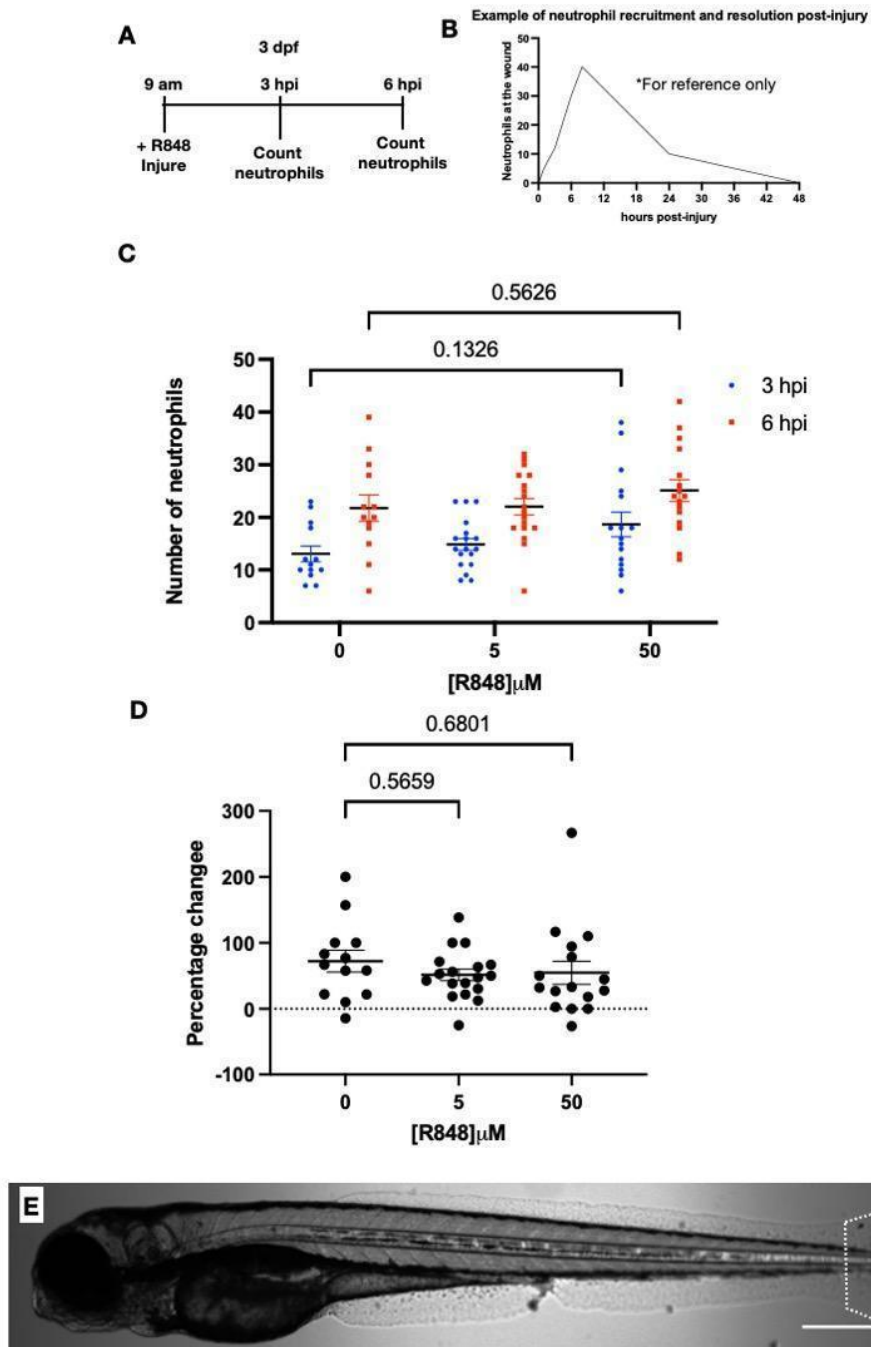 A
3 dpf
9 am 3 hpi 6 hpi
+ R848
Injure
Count
neutrophils
Count
neutrophils
B
Example of neutrophil recruitment and resolution post-injury
Neutrophils at the wound
50
40
30
20
10
0
*For reference only
0 6 12 18 24 30 36 42 48
hours post-injury
C
0.5626
0.1326
Number of neutrophils
50
40
30
20
10
0
3 hpi
6 hpi
0 5 50
[R848]μM
D
0.6801
0.5659
Percentage changee
300
200
100
0
-100
0 5 50
[R848]μM
E